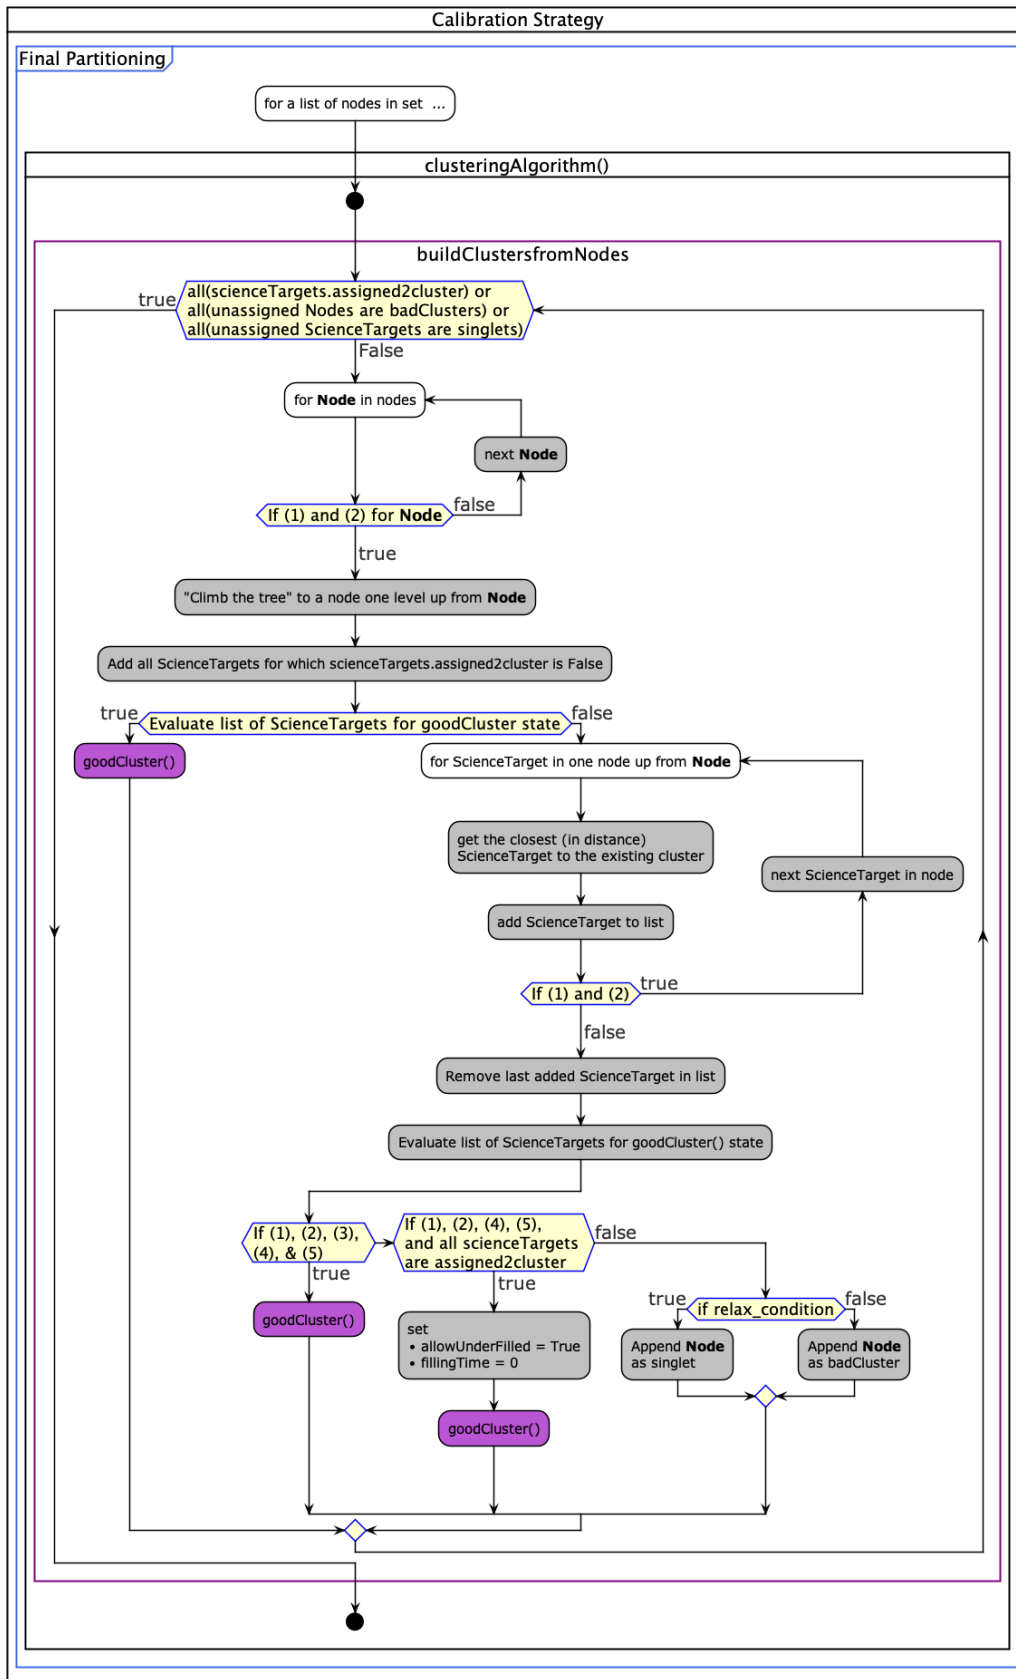 Calibration Strategy
Final Partitioning
for a list of nodes in set ...
clusteringAlgorithm()
buildClustersfromNodes
true
all(scienceTargets.assigned2cluster) or
all(unassigned Nodes are badClusters) or
all(unassigned ScienceTargets are singlets)
False
for Node in nodes
next Node
If (1) and (2) for Node
false
true
"Climb the tree" to a node one level up from Node
Add all ScienceTargets for which scienceTargets.assigned2cluster is False
true
Evaluate list of ScienceTargets for goodCluster state
false
goodCluster()
for ScienceTarget in one node up from Node
get the closest (in distance)
ScienceTarget to the existing cluster
next ScienceTarget in node
add ScienceTarget to list
If (1) and (2)
true
false
Remove last added ScienceTarget in list
Evaluate list of ScienceTargets for goodCluster() state
If (1), (2), (3),
(4), & (5)
true
If (1), (2), (4), (5),
and all scienceTargets
are assigned2cluster
false
true
goodCluster()
set
• allowUnderFilled = True
• fillingTime = 0
goodCluster()
true
if relax_condition
false
Append Node
as singlet
Append Node
as badCluster